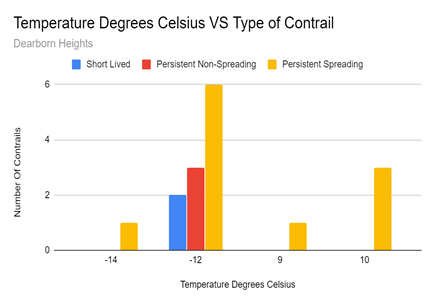 Temperature Degrees Celsius VS Type of Contrail
Dearborn Heights
Short Lived
Persistent Non-Spreading
Persistent Spreading
Number Of Contrails
6
4
2
0
-14
-12
9
10
Temperature Degrees Celsius